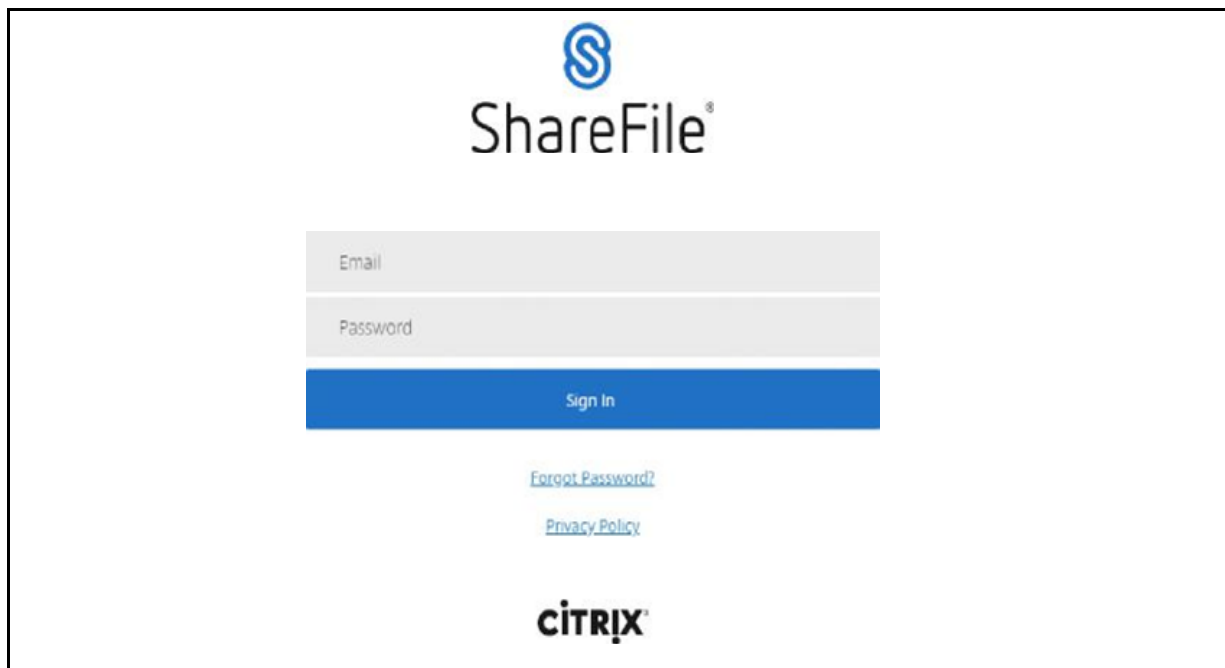 ShareFile®
Email
Password
Sign In
Forgot Password?
Privacy Policy
CITRIX®